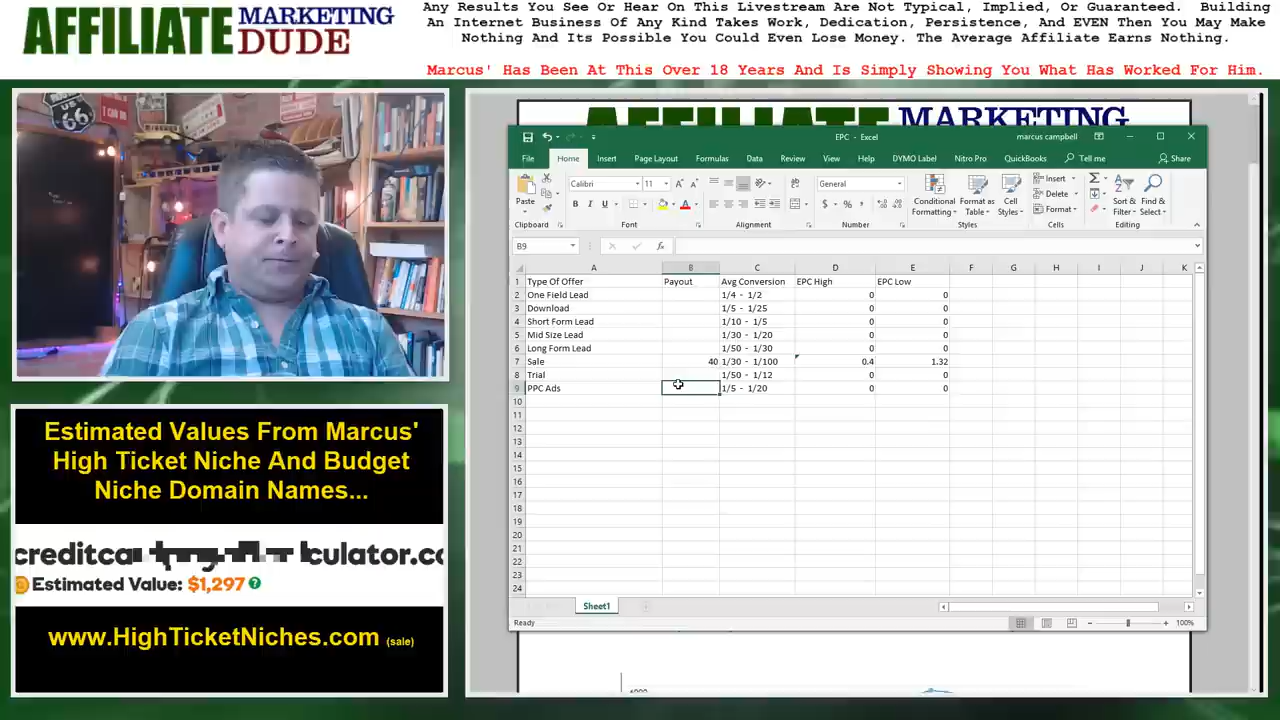 AFFILIATE
MARKETING
DUDE
Any Results You See Or Hear On This Livestream Are Not Typical, Implied, Or Guaranteed. Building
An Internet Business Of Any Kind Takes Work, Dedication, Persistence, And EVEN Then You May Make
Nothing And Its Possible You Could Even Lose Money. The Average Affiliate Earns Nothing.
Marcus' Has Been At This Over 18 Years And Is Simply Showing You What Has Worked For Him.
US
66
I CAN DO
AFFILIATE MARKETING
EPC - Excel
marcus campbell
File Home Insert Page Layout Formulas Data Review View Help DYMO Label Nitro Pro QuickBooks Tell me Share
Calibri 11 General
Paste
B I U
$ % ,
Conditional Formatting
Format as Table
Cell Styles
Insert
Delete
Format
Sort & Filter
Find & Select
Clipboard Font Alignment Number Styles Cells Editing
B9 fx
A B C D E F G H I J K
1 Type Of Offer Payout Avg Conversion EPC High EPC Low
2 One Field Lead 1/4 - 1/2 0 0
3 Download 1/5 - 1/25 0 0
4 Short Form Lead 1/10 - 1/5 0 0
5 Mid Size Lead 1/30 - 1/20 0 0
6 Long Form Lead 1/50 - 1/30 0 0
7 Sale 40 1/30 - 1/100 0.4 1.32
8 Trial 1/50 - 1/12 0 0
9 PPC Ads 1/5 - 1/20 0 0
10
11
12
13
14
15
16
17
18
19
20
21
22
23
24
Sheet1
Ready
100%
Estimated Values From Marcus'
High Ticket Niche And Budget
Niche Domain Names...
creditca
culator.cc
Estimated Value: $1,297 ?
www.HighTicketNiches.com (sale)